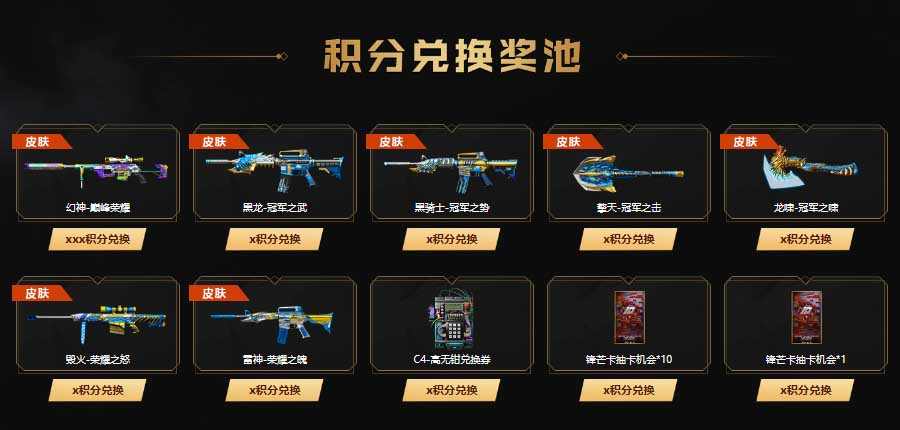 积分兑换奖池
皮肤
皮肤
皮肤
皮肤
皮肤
幻神-巅峰荣耀
黑龙-冠军之武
黑骑士-冠军之势
擎天-冠军之击
龙啸-冠军之啸
xxx积分兑换
x积分兑换
x积分兑换
x积分兑换
x积分兑换
皮肤
皮肤
毁火-荣耀之怒
雷神-荣耀之魄
C4-高无钳兑换券
锋芒卡抽卡机会*10
锋芒卡抽卡机会*1
x积分兑换
x积分兑换
x积分兑换
x积分兑换
x积分兑换